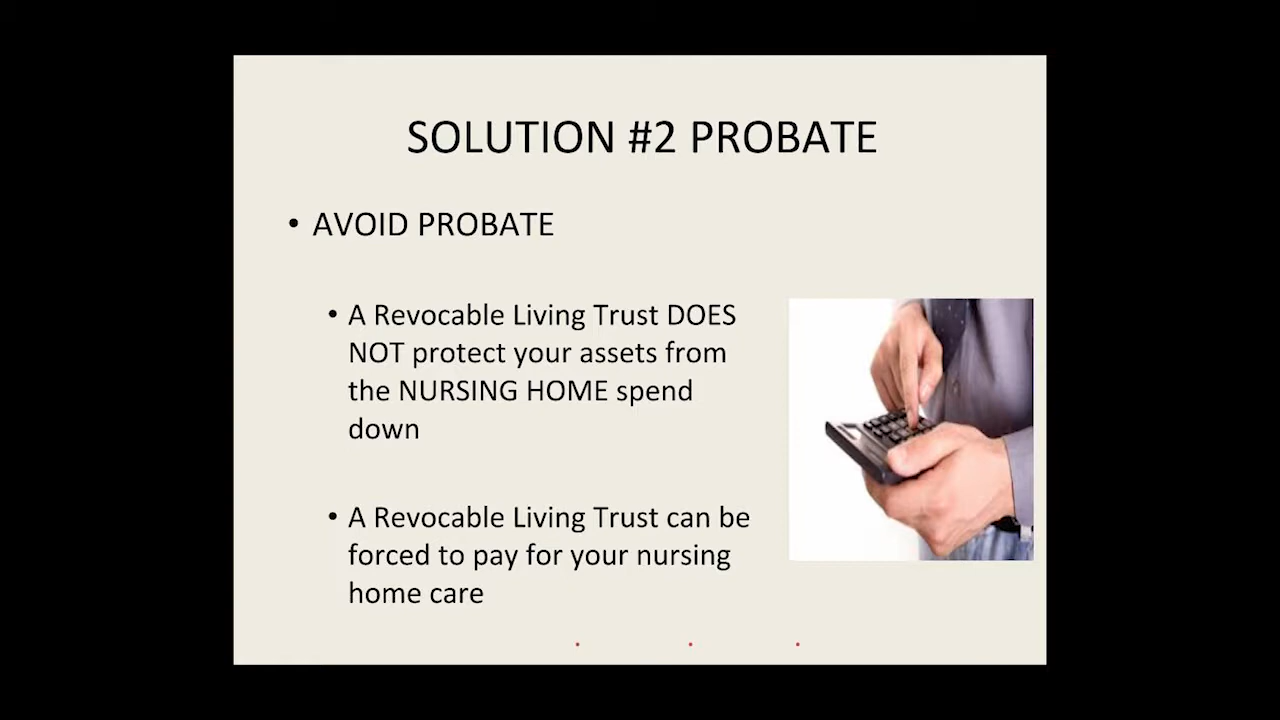 SOLUTION #2 PROBATE
• AVOID PROBATE
• A Revocable Living Trust DOES
NOT protect your assets from
the NURSING HOME spend
down
• A Revocable Living Trust can be
forced to pay for your nursing
home care